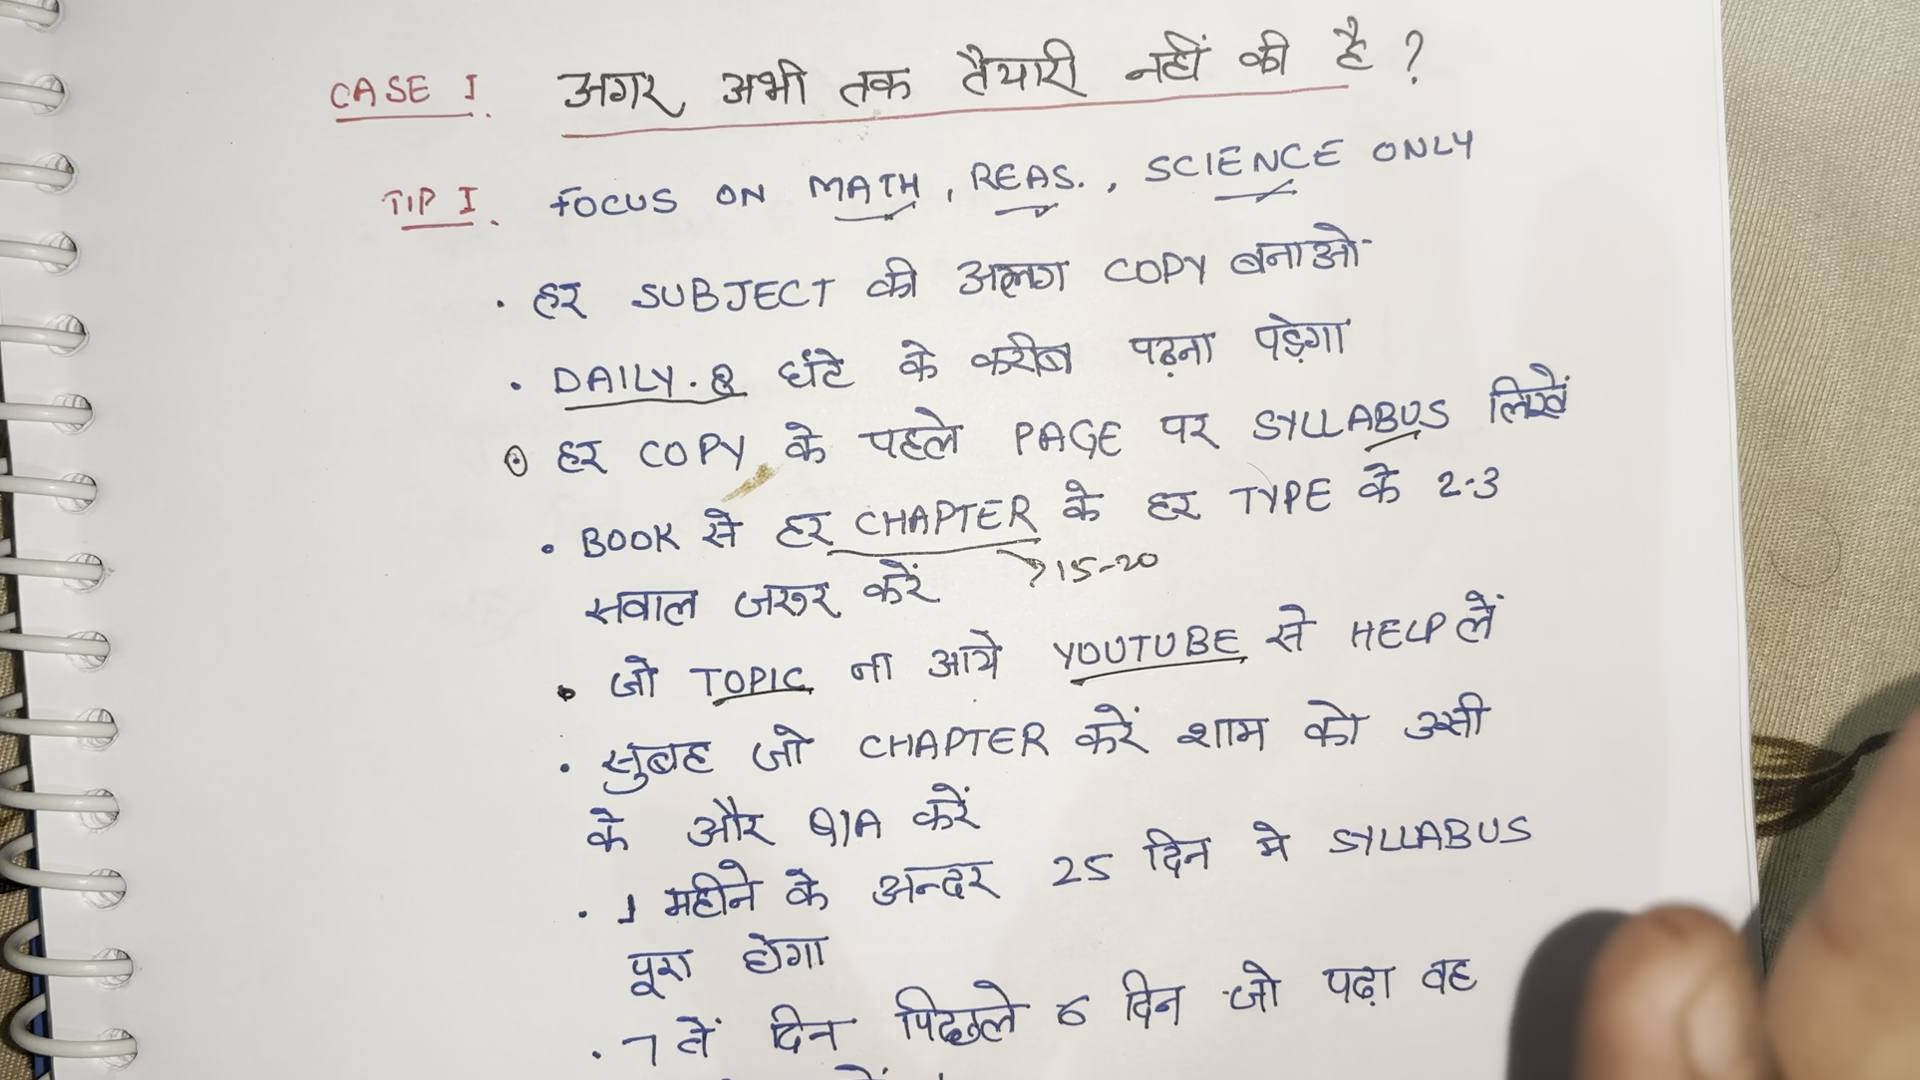 CASE I. अगर अभी तक तैयारी नहीं की है ?
TIP I. FOCUS ON MATH, REAS., SCIENCE ONLY
. हर SUBJECT की अलग COPY बनाओ
. DAILY. 8 घंटे के करीब पढ़ना पड़ेगा
हर COPY के पहले PAGE पर SYLLABUS लिखें
. BOOK से हर CHAPTER के हर TYPE के 2-3
सवाल जरुर करें 15-20
. जो TOPIC ना आये YOUTUBE से HELP लें
. सुबह जो CHAPTER करें शाम को उसी
के और Q/A करें
. 1 महीने के अन्दर 25 दिन मे SYLLABUS
पूरा होगा
. 7 वें दिन पिछले 6 दिन जो पढ़ा वह